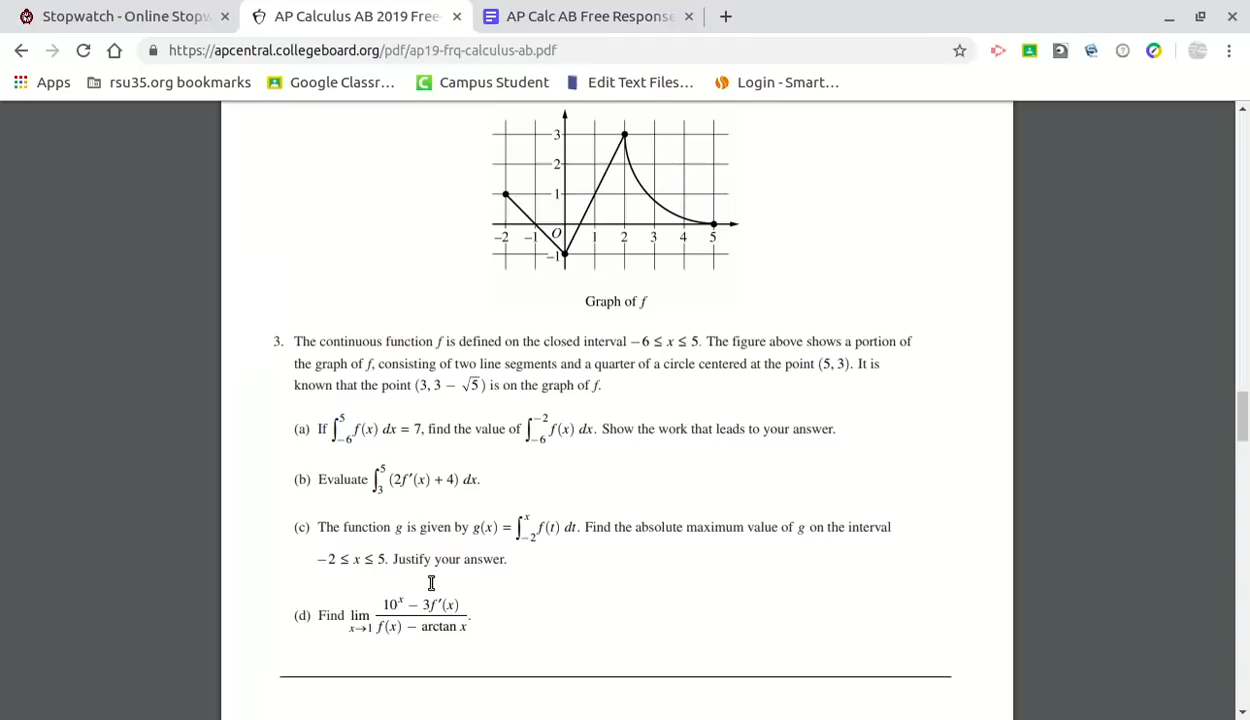 Stopwatch - Online Stopw
AP Calculus AB 2019 Free-
AP Calc AB Free Response
https://apcentral.collegeboard.org/pdf/ap19-frq-calculus-ab.pdf
Apps
rsu35.org bookmarks
Google Classr...
Campus Student
Edit Text Files...
Login - Smart...
3
2
1
O
-2 -1 1 2 3 4 5
-1
Graph of f
3. The continuous function f is defined on the closed interval −6 ≤ x ≤ 5. The figure above shows a portion of
the graph of f, consisting of two line segments and a quarter of a circle centered at the point (5, 3). It is
known that the point (3, 3 − √5) is on the graph of f.
(a) If ∫_{−6}^{5} f(x) dx = 7, find the value of ∫_{−6}^{−2} f(x) dx. Show the work that leads to your answer.
(b) Evaluate ∫_{3}^{5} (2f′(x) + 4) dx.
(c) The function g is given by g(x) = ∫_{−2}^{x} f(t) dt. Find the absolute maximum value of g on the interval
−2 ≤ x ≤ 5. Justify your answer.
(d) Find lim_{x→1} (10^x − 3f′(x)) / (f(x) − arctan x).